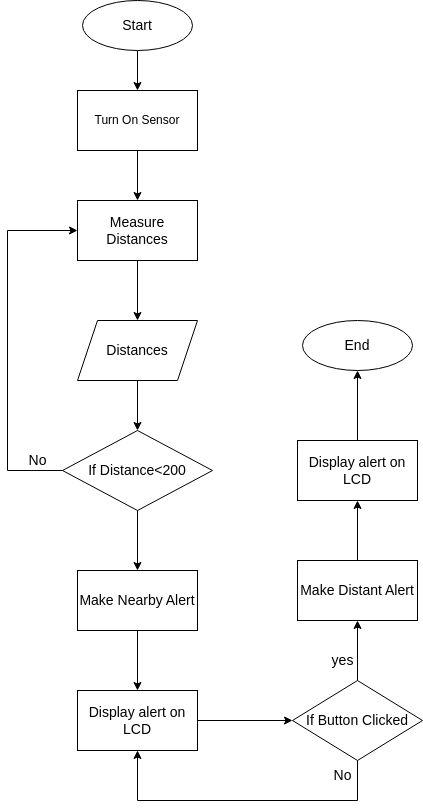 Start
Turn On Sensor
Measure
Distances
Distances
If Distance<200
No
Make Nearby Alert
Display alert on
LCD
If Button Clicked
No
yes
Make Distant Alert
Display alert on
LCD
End